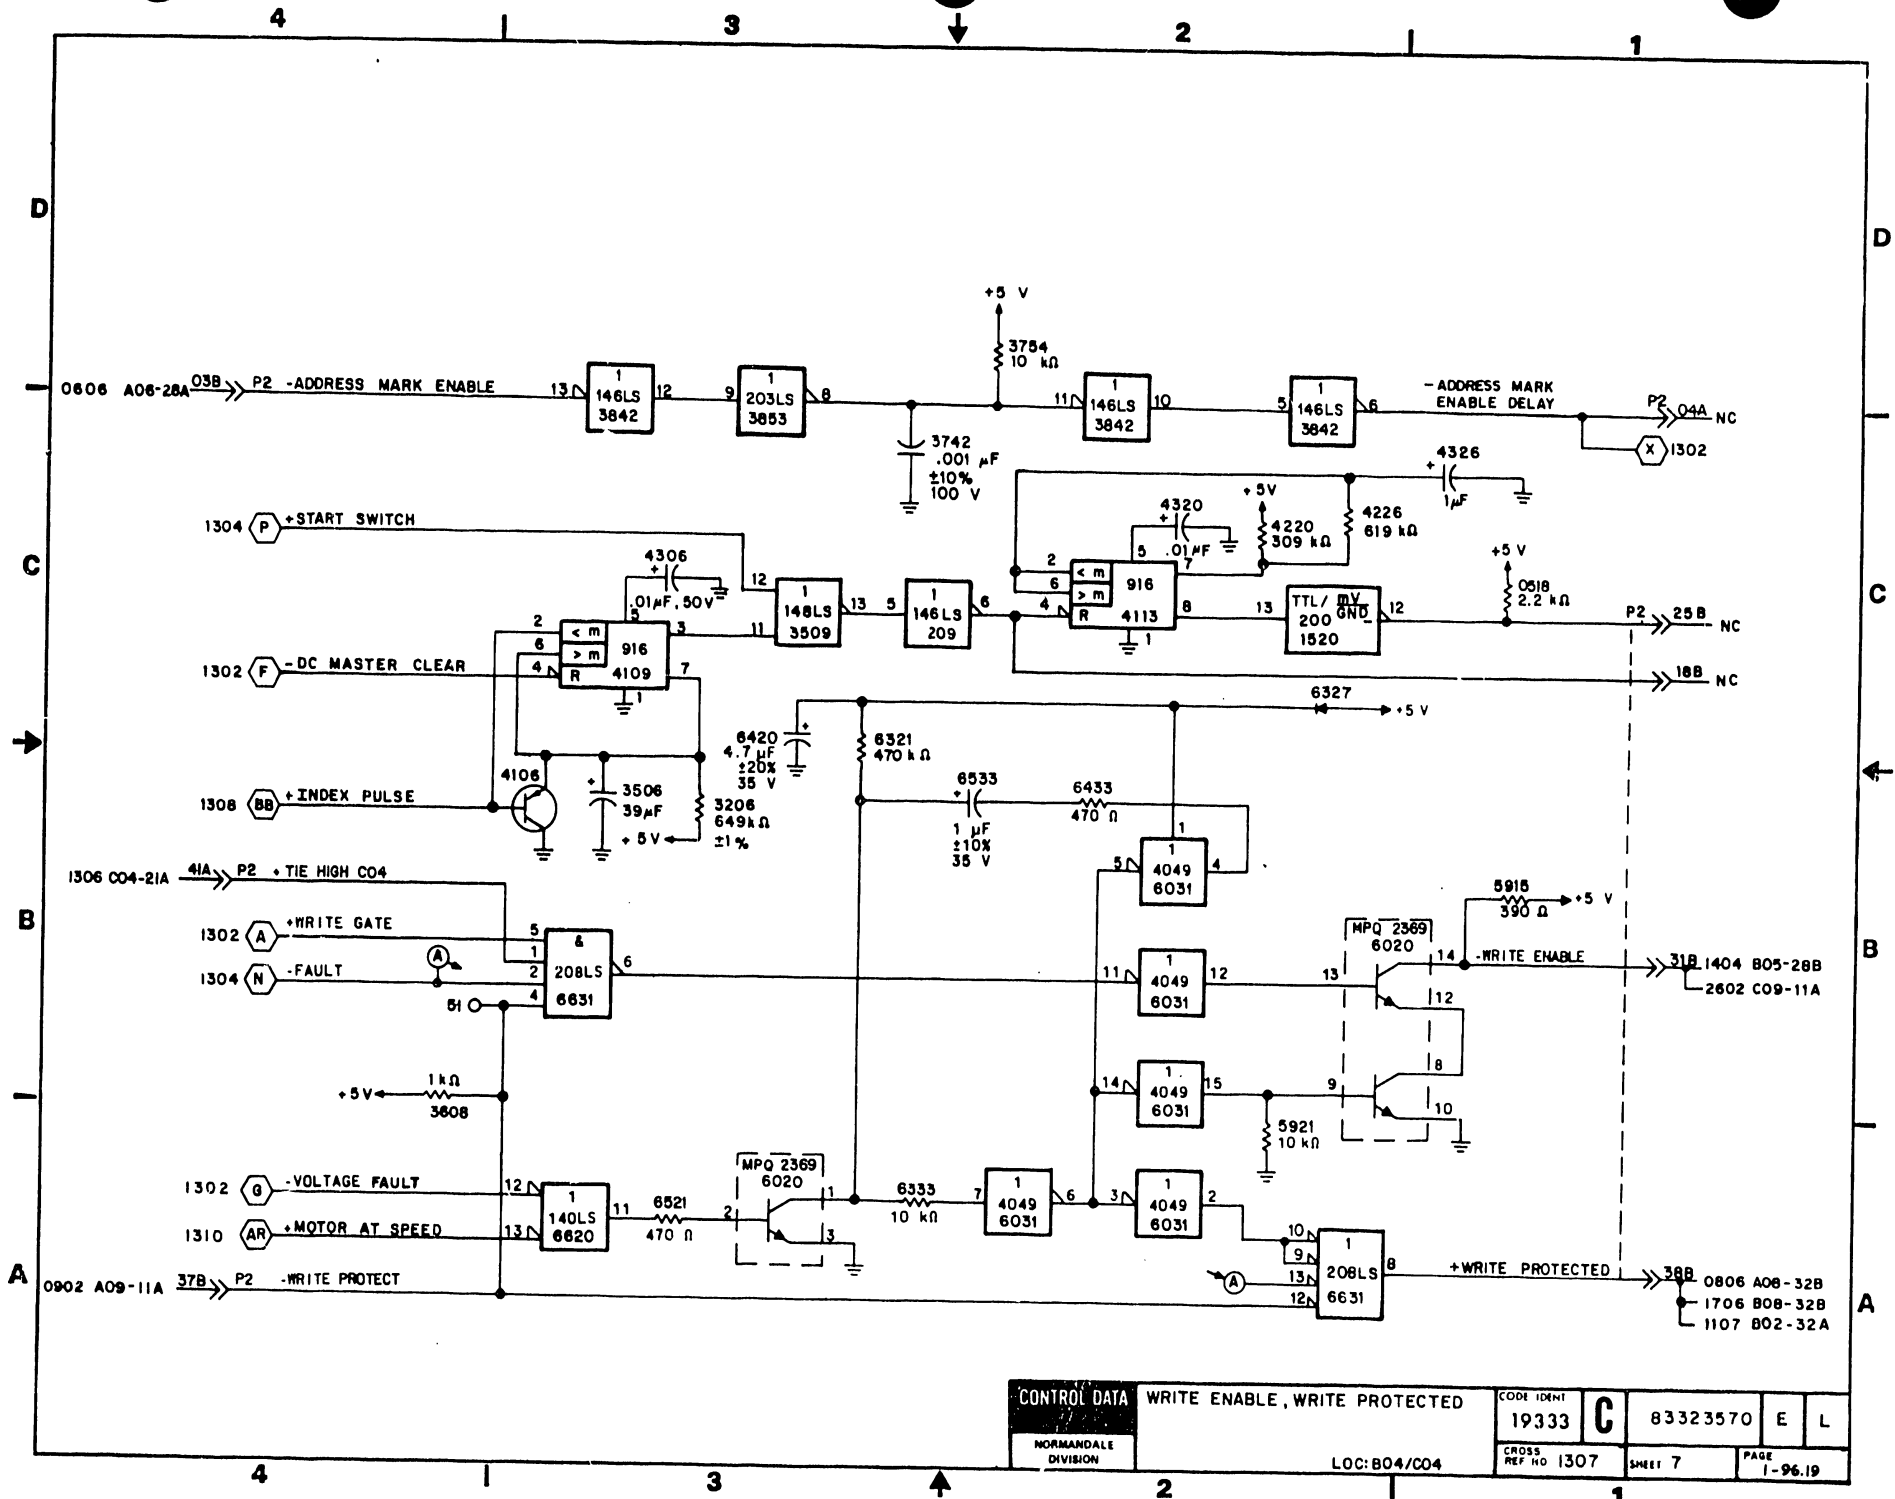 4 3 2 1
D
D
+5 V
3754
10 kΩ
0606 A06-28A 03B P2 -ADDRESS MARK ENABLE
13 1 146LS 3842 12
9 1 203LS 3853 8
11 1 146LS 3842 10
5 1 146LS 3842 6
-ADDRESS MARK
ENABLE DELAY
P2 04A NC
X 1302
3742
.001 µF
±10%
100 V
4326
+
1µF
1304 P +START SWITCH
4320
+
.01µF
+5V
4220
309 kΩ
4226
619 kΩ
C
C
4306
+
.01µF, 50V
12
11
1
148LS
3509
13
5 1 146LS 209 6
2 < m
6 > m
4 R
5
916
4113
7
8
1
13 TTL/ mV
200 GND
1520
12
+5 V
0518
2.2 kΩ
P2 25B NC
18B NC
2 < m
6 > m
4 R
5
916
4109
3
7
1
1302 F -DC MASTER CLEAR
6327
+5 V
6420
4.7 µF
±20%
35 V
+
6321
470 kΩ
4106
+
3506
39µF
3206
649kΩ
±1%
+5V
1308 BB +INDEX PULSE
6533
+
1 µF
±10%
35 V
6433
470 Ω
1
5 4049 4
6031
1
1306 C04-21A 41A P2 +TIE HIGH C04
1302 A +WRITE GATE
1304 N -FAULT
A
51
5
1
2
4
&
208LS
6631
6
B
B
11 1 4049 6031 12
MPQ 2369
6020
13 14
12
5915
390 Ω
+5 V
-WRITE ENABLE
31B 1404 B05-28B
2602 C09-11A
+5V
1kΩ
3608
14 1 4049 6031 15
9 8
10
5921
10 kΩ
1302 G -VOLTAGE FAULT
1310 AR +MOTOR AT SPEED
12
13
1
140LS
6620
11
6521
470 Ω
MPQ 2369
6020
2 1
3
6333
10 kΩ
7 1 4049 6031 6
3 1 4049 6031 2
A
A
0902 A09-11A 37B P2 -WRITE PROTECT
A
10
9
13
12
1
208LS
6631
8
+WRITE PROTECTED
38B 0806 A08-32B
1706 B08-32B
1107 B02-32A
CONTROL DATA
NORMANDALE
DIVISION
WRITE ENABLE, WRITE PROTECTED
LOC: B04/C04
CODE IDENT
19333
C
83323570
E
L
CROSS
REF NO 1307
SHEET 7
PAGE
1-96.19
4 3 2 1